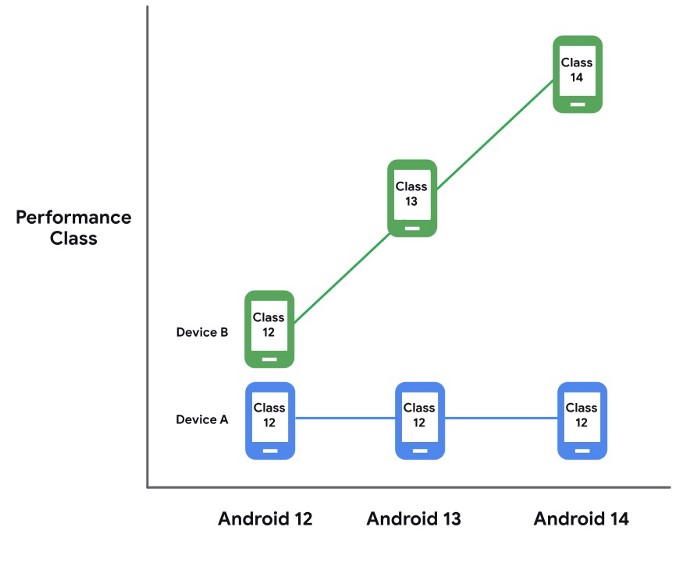 Class
14
Class
13
Performance
Class
Class
12
Device B
Class
12
Class
12
Class
12
Device A
Android 12
Android 13
Android 14